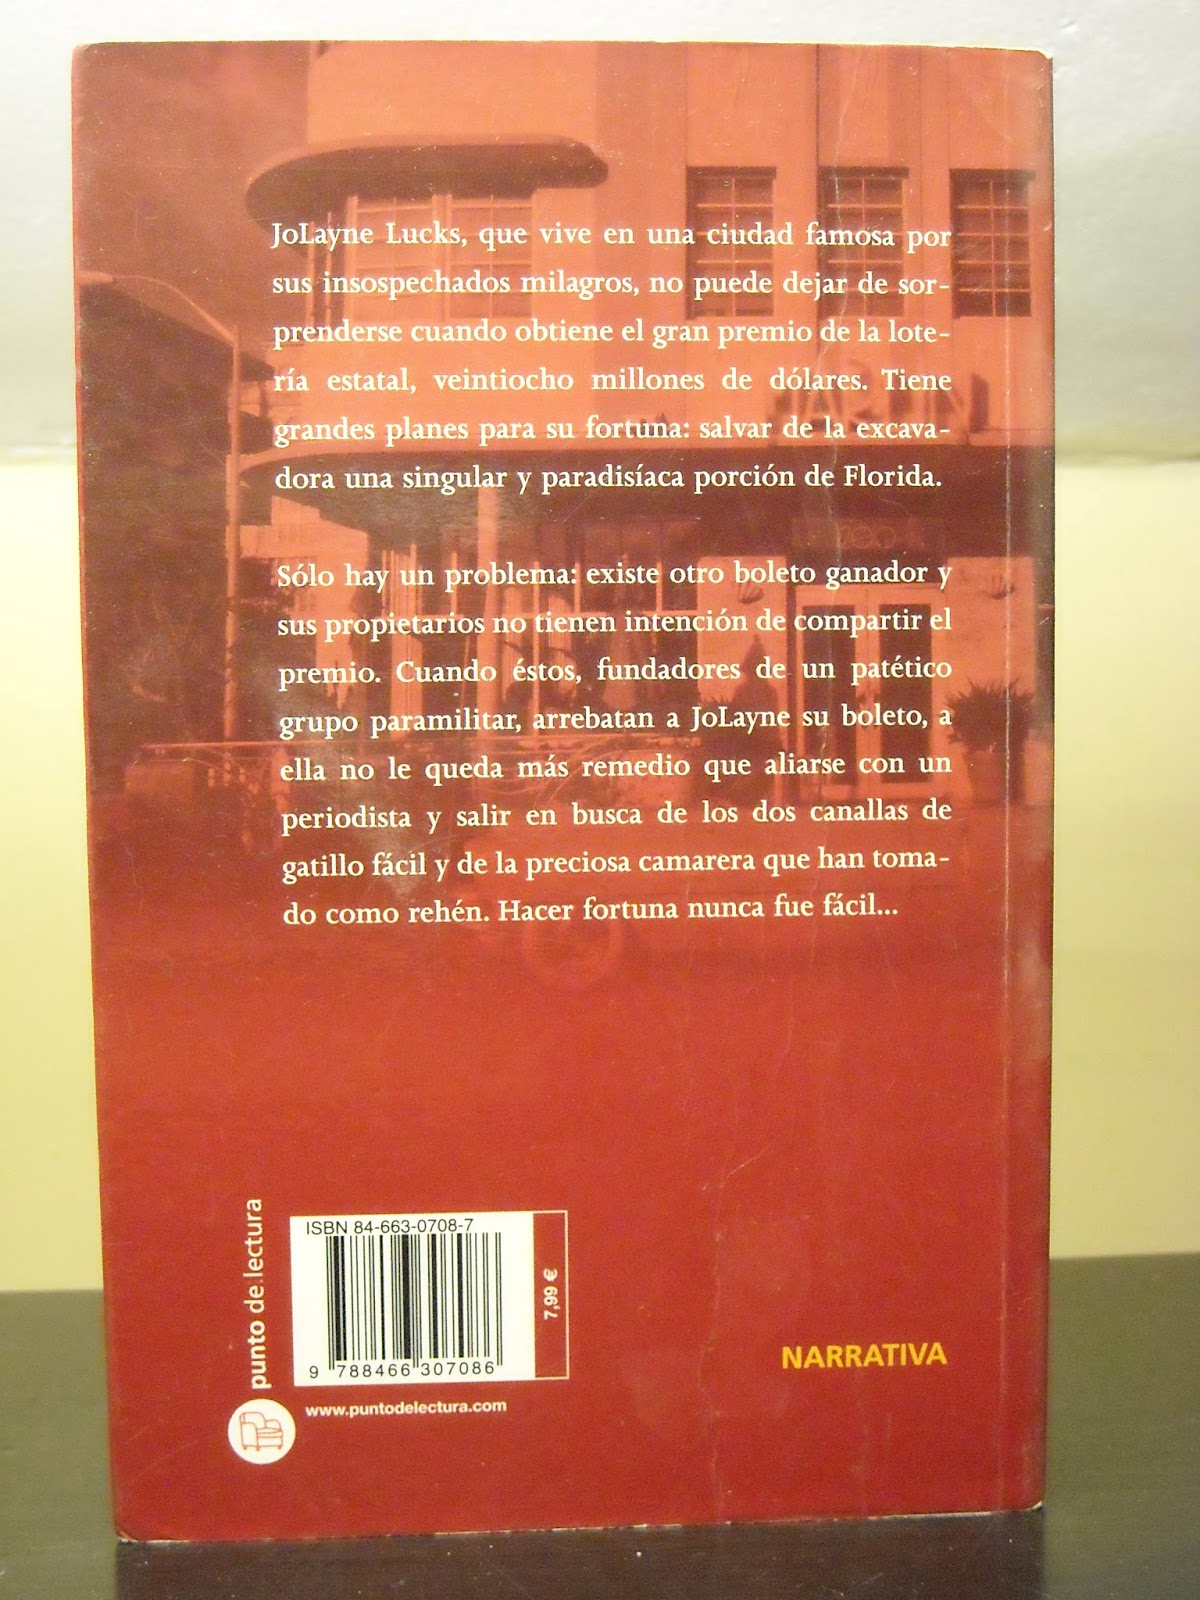 JoLayne Lucks, que vive en una ciudad famosa por
sus insospechados milagros, no puede dejar de sor-
prenderse cuando obtiene el gran premio de la lote-
ría estatal, veintiocho millones de dólares. Tiene
grandes planes para su fortuna: salvar de la excava-
dora una singular y paradisíaca porción de Florida.
Sólo hay un problema: existe otro boleto ganador y
sus propietarios no tienen intención de compartir el
premio. Cuando éstos, fundadores de un patético
grupo paramilitar, arrebatan a JoLayne su boleto, a
ella no le queda más remedio que aliarse con un
periodista y salir en busca de los dos canallas de
gatillo fácil y de la preciosa camarera que han toma-
do como rehén. Hacer fortuna nunca fue fácil...
punto de lectura
ISBN 84-663-0708-7
9 788466 307086
7,99 €
www.puntodelectura.com
NARRATIVA